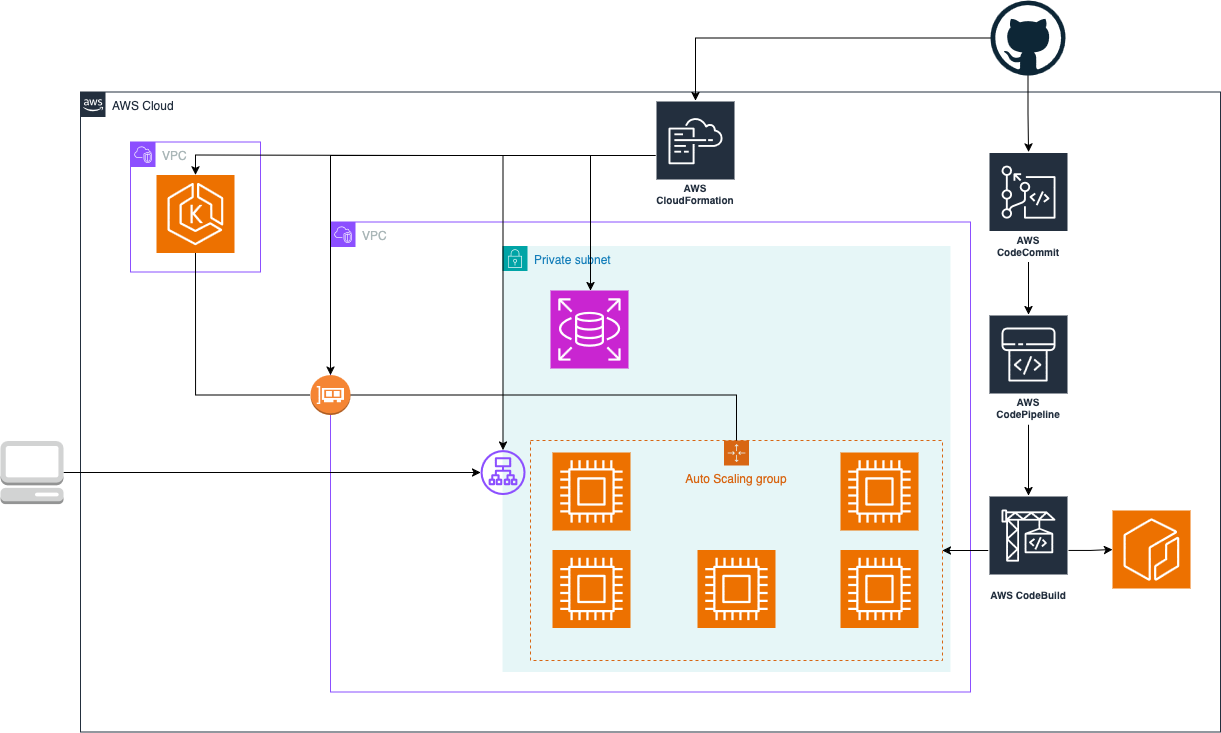 aws
AWS Cloud
VPC
AWS
CloudFormation
AWS
CodeCommit
VPC
Private subnet
K
AWS
CodePipeline
Auto Scaling group
AWS CodeBuild